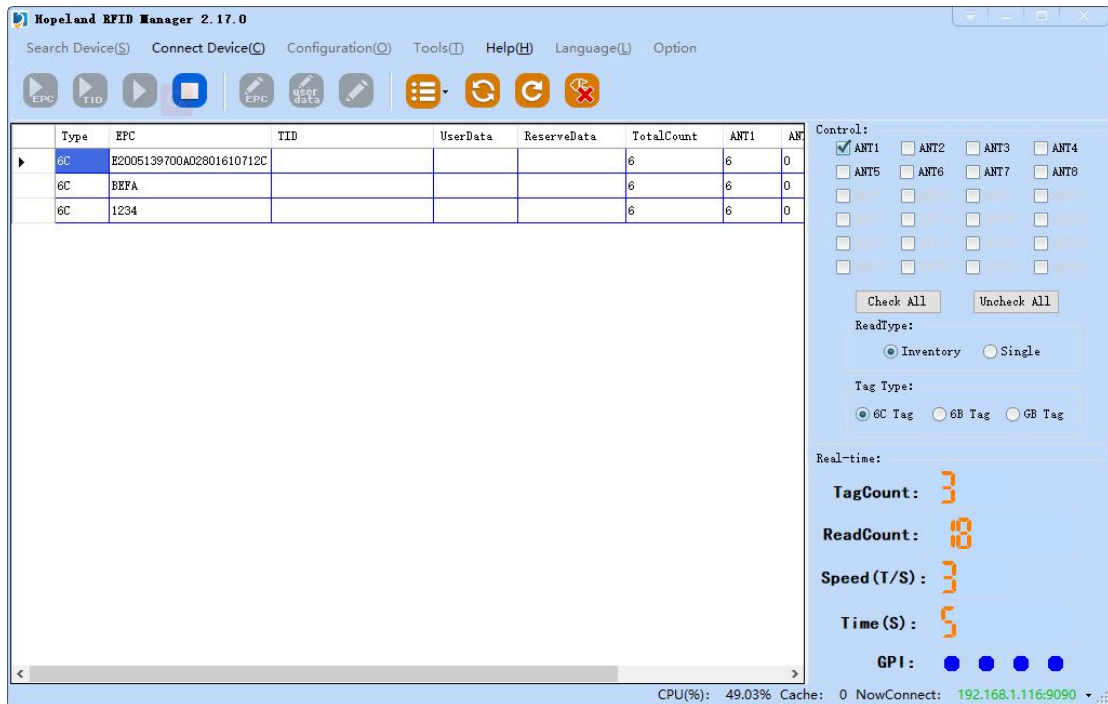 Hopeland RFID Manager 2.17.0
Search Device(S) Connect Device(C) Configuration(O) Tools(T) Help(H) Language(L) Option
EPC TID EPC user data
Type EPC TID UserData ReserveData TotalCount ANT1 ANT
6C E2005139700A02801610712C 6 6 0
6C BEFA 6 6 0
6C 1234 6 6 0
Control:
ANT1 ANT2 ANT3 ANT4
ANT5 ANT6 ANT7 ANT8
Check All Uncheck All
ReadType:
Inventory Single
Tag Type:
6C Tag 6B Tag GB Tag
Real-time:
TagCount: 3
ReadCount: 18
Speed(T/S): 3
Time(S): 5
GPI:
CPU(%): 49.03% Cache: 0 NowConnect: 192.168.1.116:9090